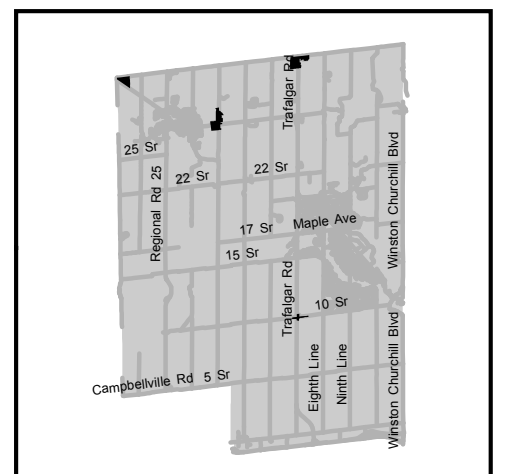 Trafalgar Rd
25 Sr
Regional Rd 25
22 Sr
22 Sr
Winston Churchill Blvd
17 Sr
Maple Ave
15 Sr
Trafalgar Rd
10 Sr
Eighth Line
Ninth Line
Winston Churchill Blvd
Campbellville Rd 5 Sr